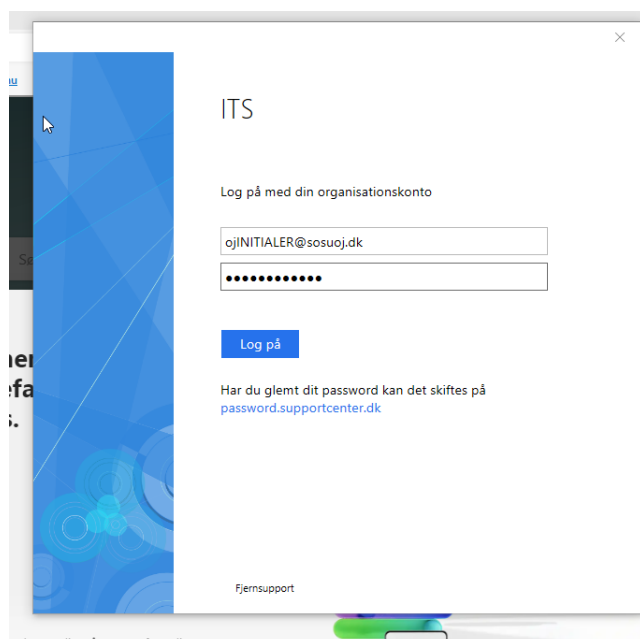 ITS
Log på med din organisationskonto
ojINITIALER@sosuoj.dk
Log på
Har du glemt dit password kan det skiftes på
password.supportcenter.dk
Fjernsupport